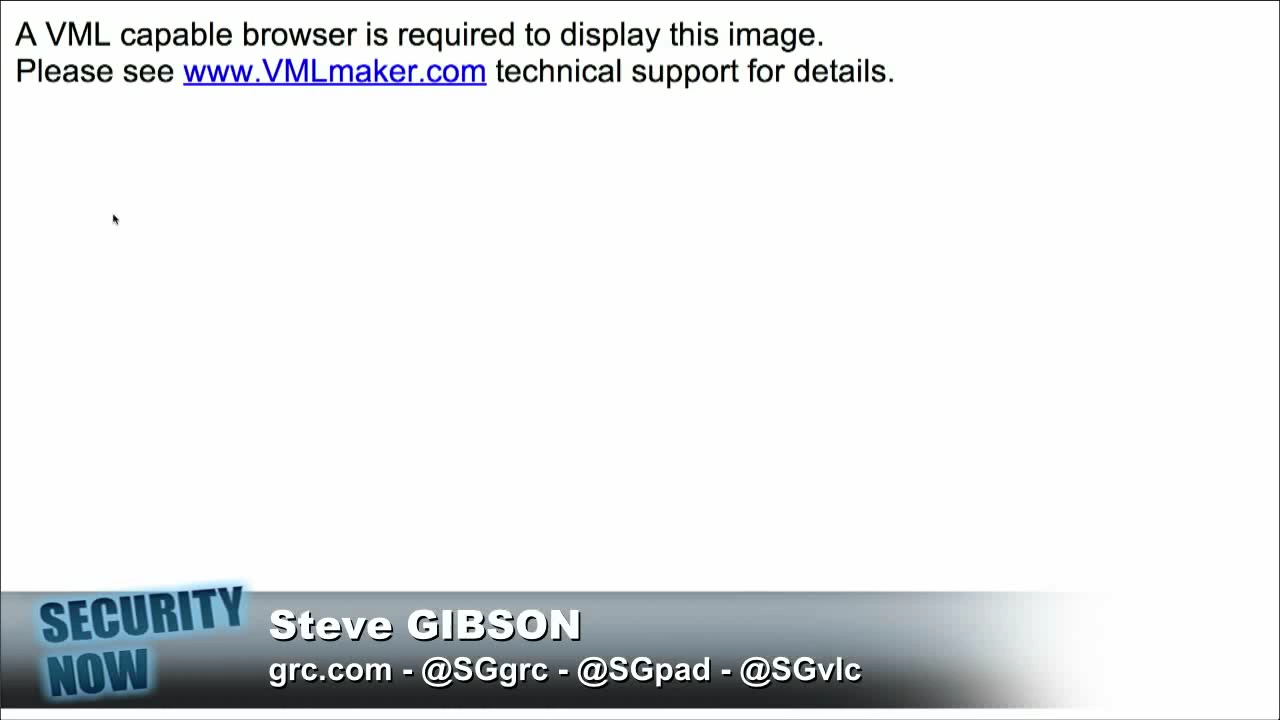 A VML capable browser is required to display this image.
Please see www.VMLmaker.com technical support for details.
SECURITY
NOW
Steve GIBSON
grc.com - @SGgrc - @SGpad - @SGvlc